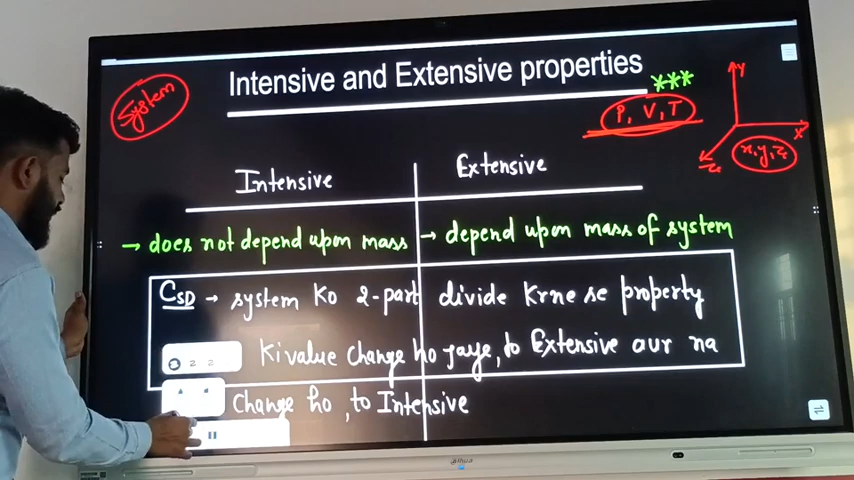 Intensive and Extensive properties
***
System
P, V, T
Y
X
x, y, z
Intensive
Extensive
→ does not depend upon mass
→ depend upon mass of system
CSD → system Ko 2-part divide Krne se property
Ki value change ho jaye, to Extensive aur na
Change ho, to Intensive
alhua